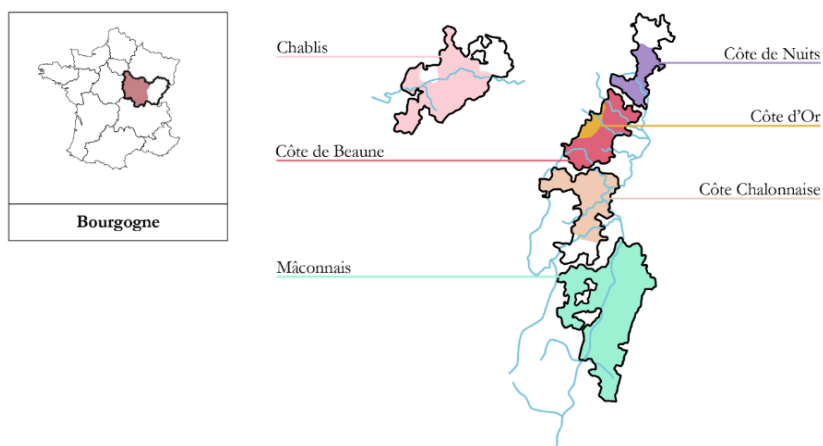 Chablis
Côte de Nuits
Côte d'Or
Côte de Beaune
Côte Chalonnaise
Bourgogne
Mâconnais